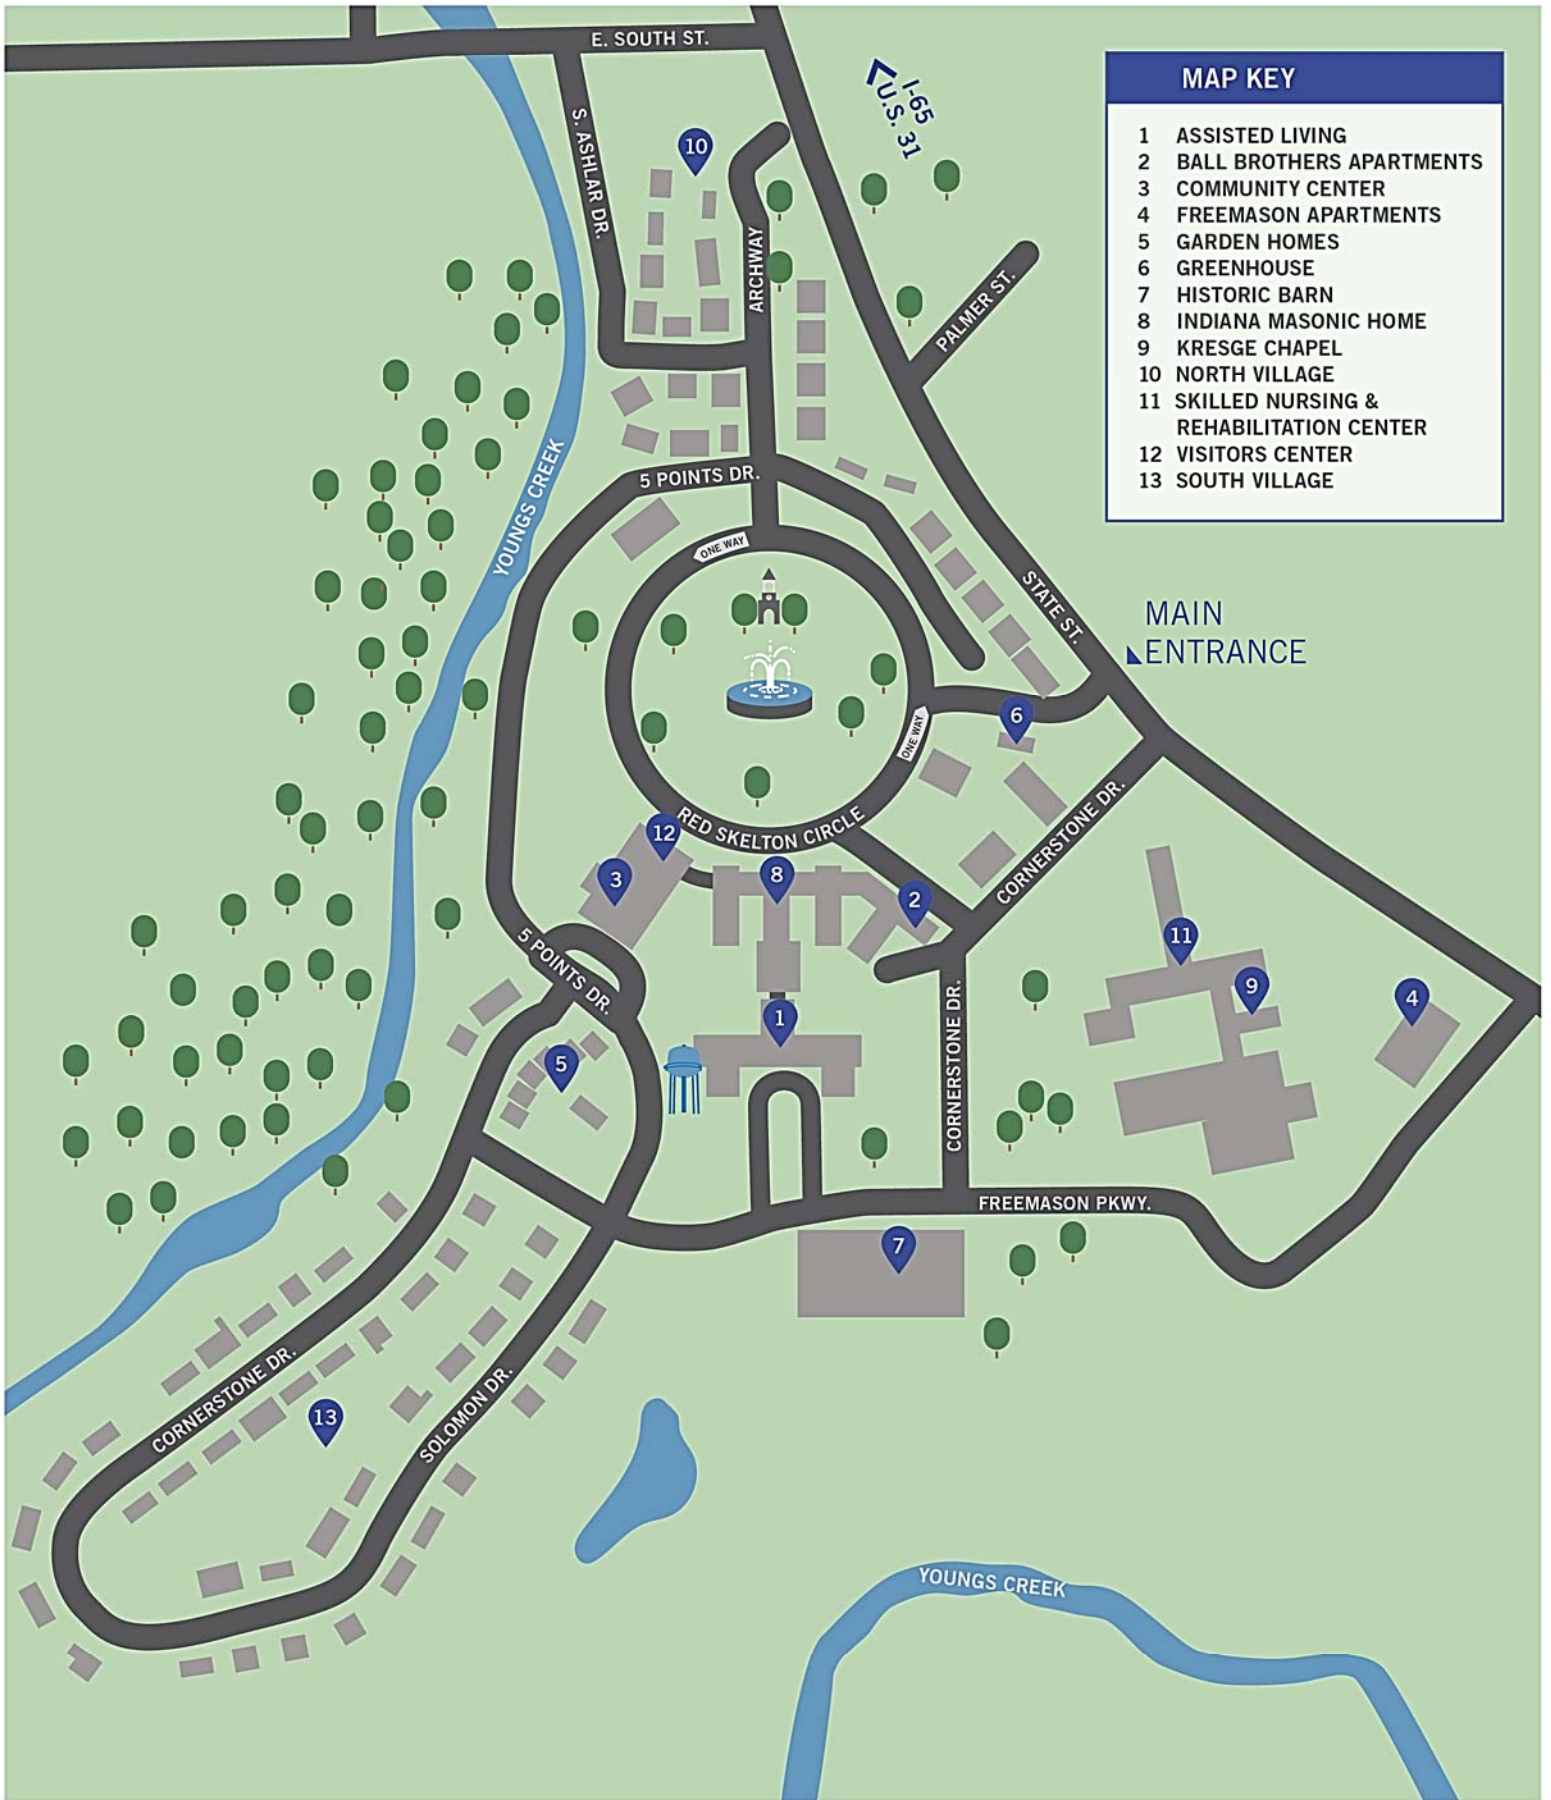 E. SOUTH ST.
S. ASHLAR DR.
10
I-65
U.S. 31
ARCHWAY
PALMER ST.
MAP KEY
1 ASSISTED LIVING
2 BALL BROTHERS APARTMENTS
3 COMMUNITY CENTER
4 FREEMASON APARTMENTS
5 GARDEN HOMES
6 GREENHOUSE
7 HISTORIC BARN
8 INDIANA MASONIC HOME
9 KRESGE CHAPEL
10 NORTH VILLAGE
11 SKILLED NURSING &
REHABILITATION CENTER
12 VISITORS CENTER
13 SOUTH VILLAGE
YOUNGS CREEK
5 POINTS DR.
ONE WAY
STATE ST.
MAIN
ENTRANCE
6
ONE WAY
RED SKELTON CIRCLE
CORNERSTONE DR.
12
3
8
2
11
5 POINTS DR.
9
4
1
5
CORNERSTONE DR.
FREEMASON PKWY.
7
CORNERSTONE DR.
13
SOLOMON DR.
YOUNGS CREEK